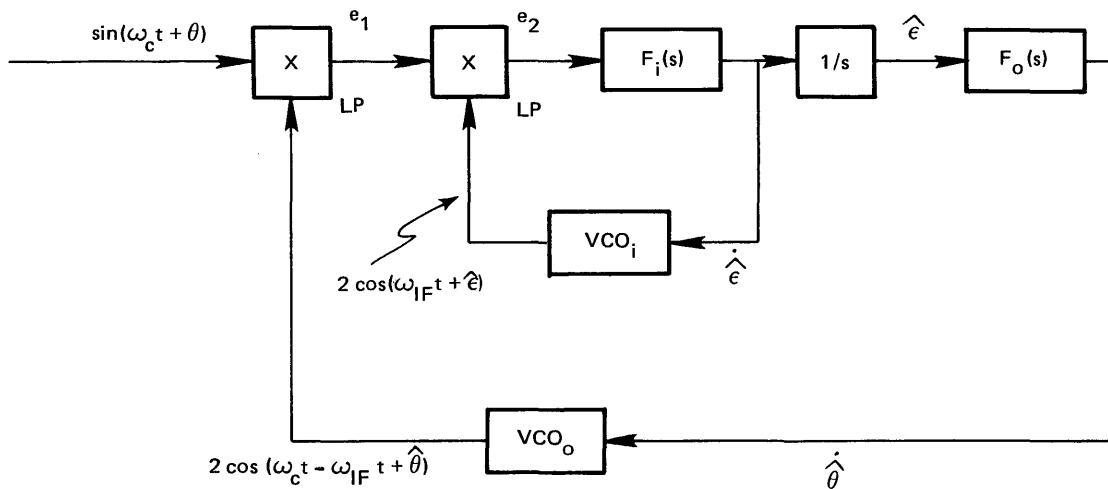 sin(ω_c t + θ)
e_1
e_2
ε̂
X
X
F_i(s)
1/s
F_o(s)
LP
LP
VCO_i
2 cos(ω_IF t + ε̂)
ε̂̇
VCO_o
2 cos (ω_c t – ω_IF t + θ̂)
θ̂̇